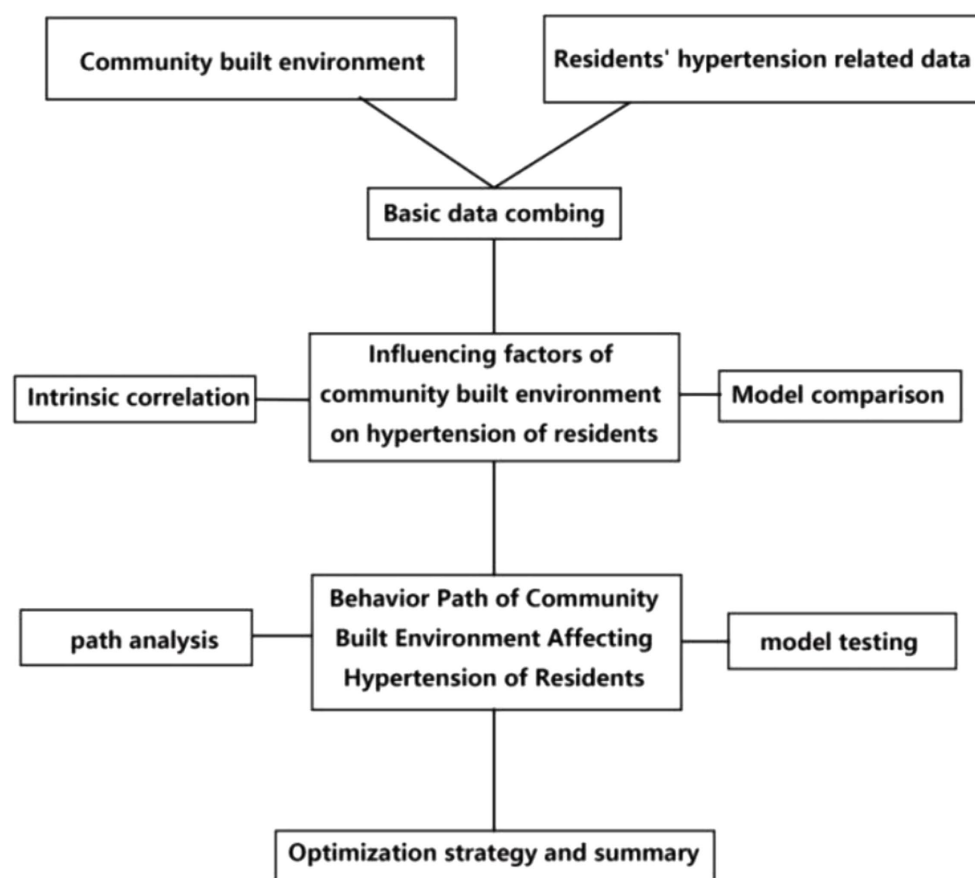 Community built environment
Residents' hypertension related data
Basic data combing
Influencing factors of
community built environment
on hypertension of residents
Intrinsic correlation
Model comparison
Behavior Path of Community
Built Environment Affecting
Hypertension of Residents
path analysis
model testing
Optimization strategy and summary